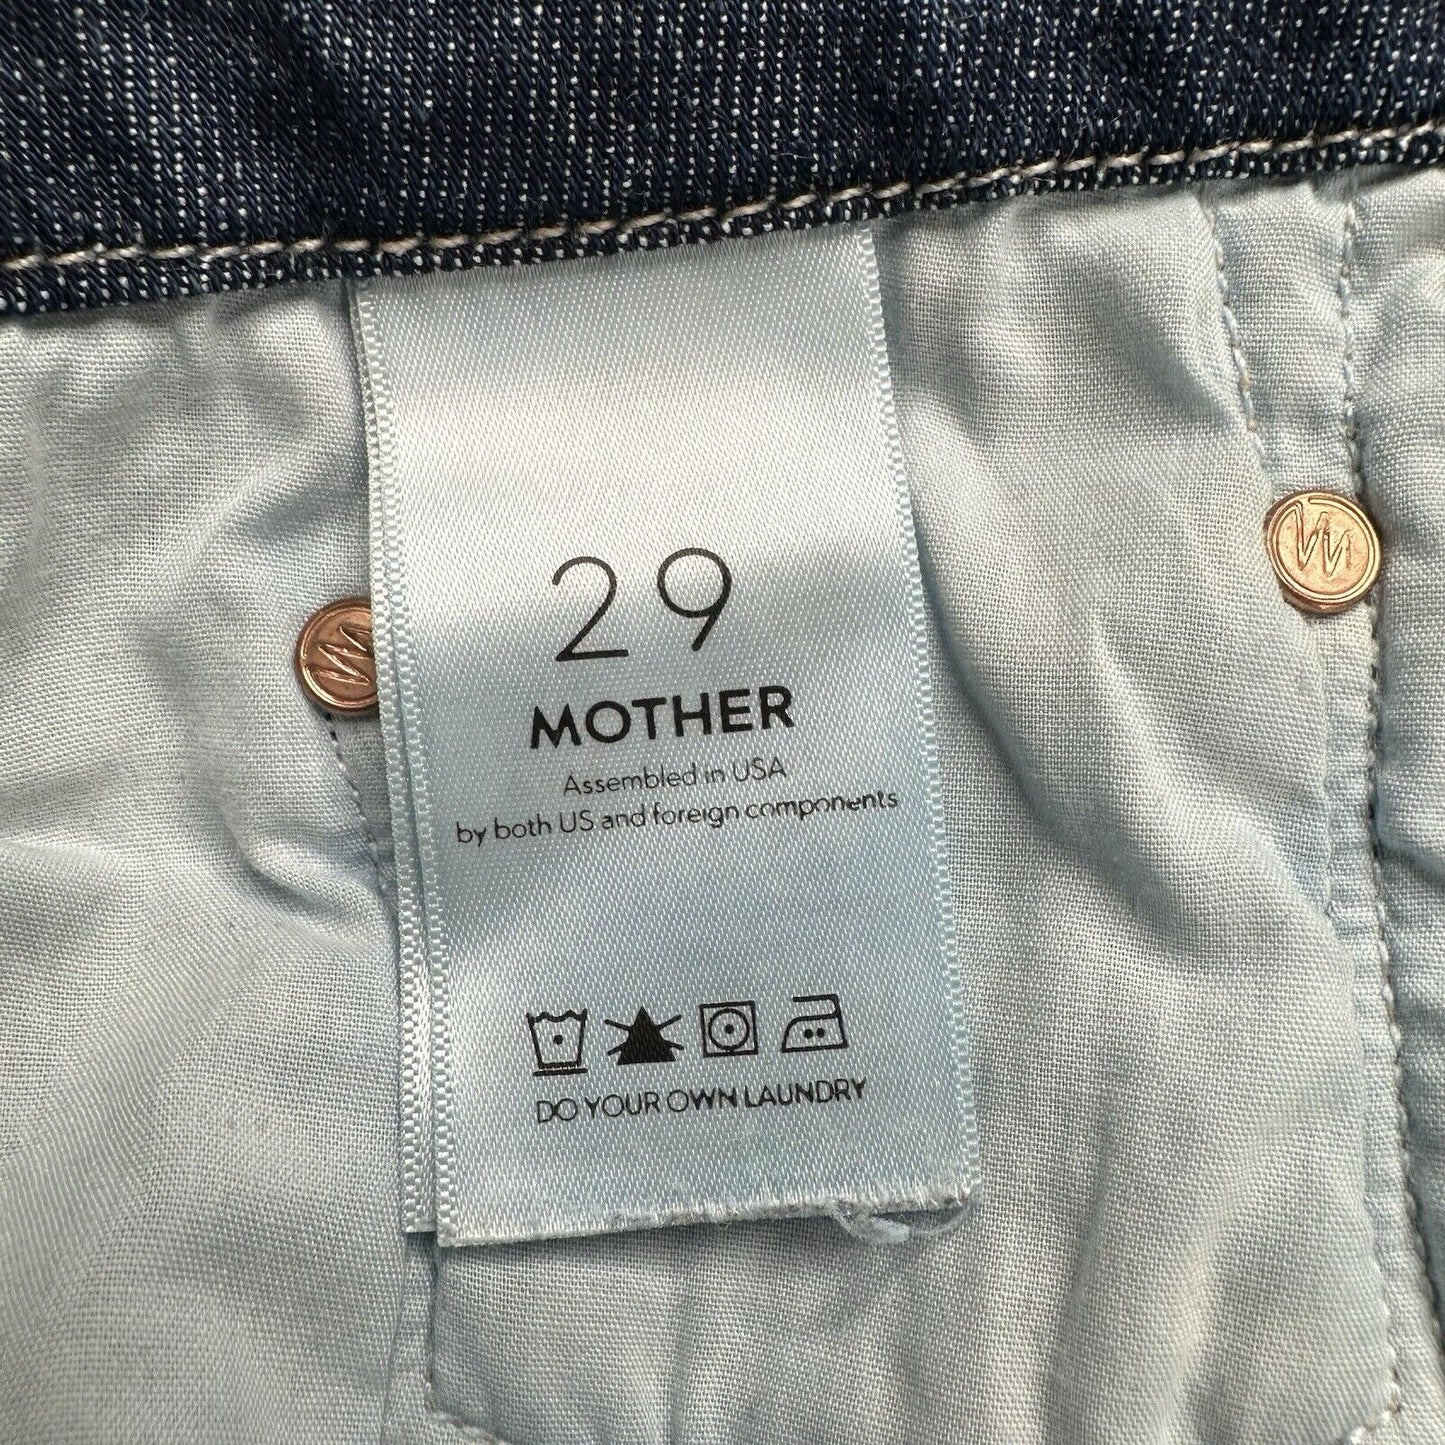 29
MOTHER
Assembled in USA
by both US and foreign components
DO YOUR OWN LAUNDRY